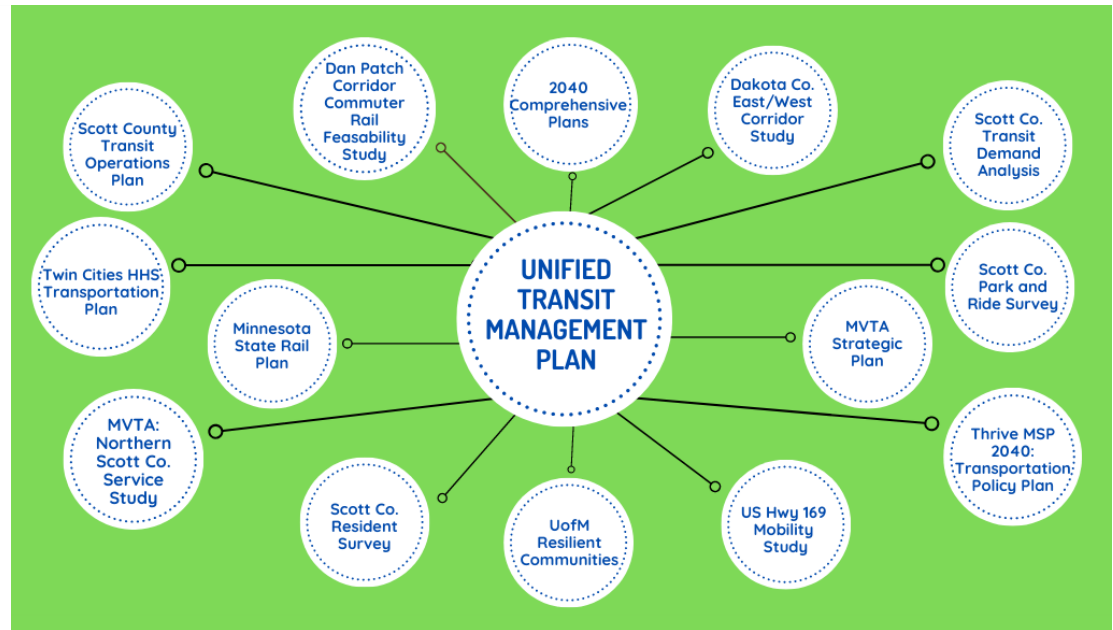 Scott County
Transit
Operations
Plan
Dan Patch
Corridor
Commuter
Rail
Feasability
Study
2040
Comprehensive
Plans
Dakota Co.
East/West
Corridor
Study
Scott Co.
Transit
Demand
Analysis
Twin Cities HHS
Transportation
Plan
Minnesota
State Rail
Plan
UNIFIED
TRANSIT
MANAGEMENT
PLAN
MVTA
Strategic
Plan
Scott Co.
Park and
Ride Survey
MVTA:
Northern
Scott Co.
Service
Study
Scott Co.
Resident
Survey
UofM
Resilient
Communities
US Hwy 169
Mobility
Study
Thrive MSP
2040:
Transportation
Policy Plan